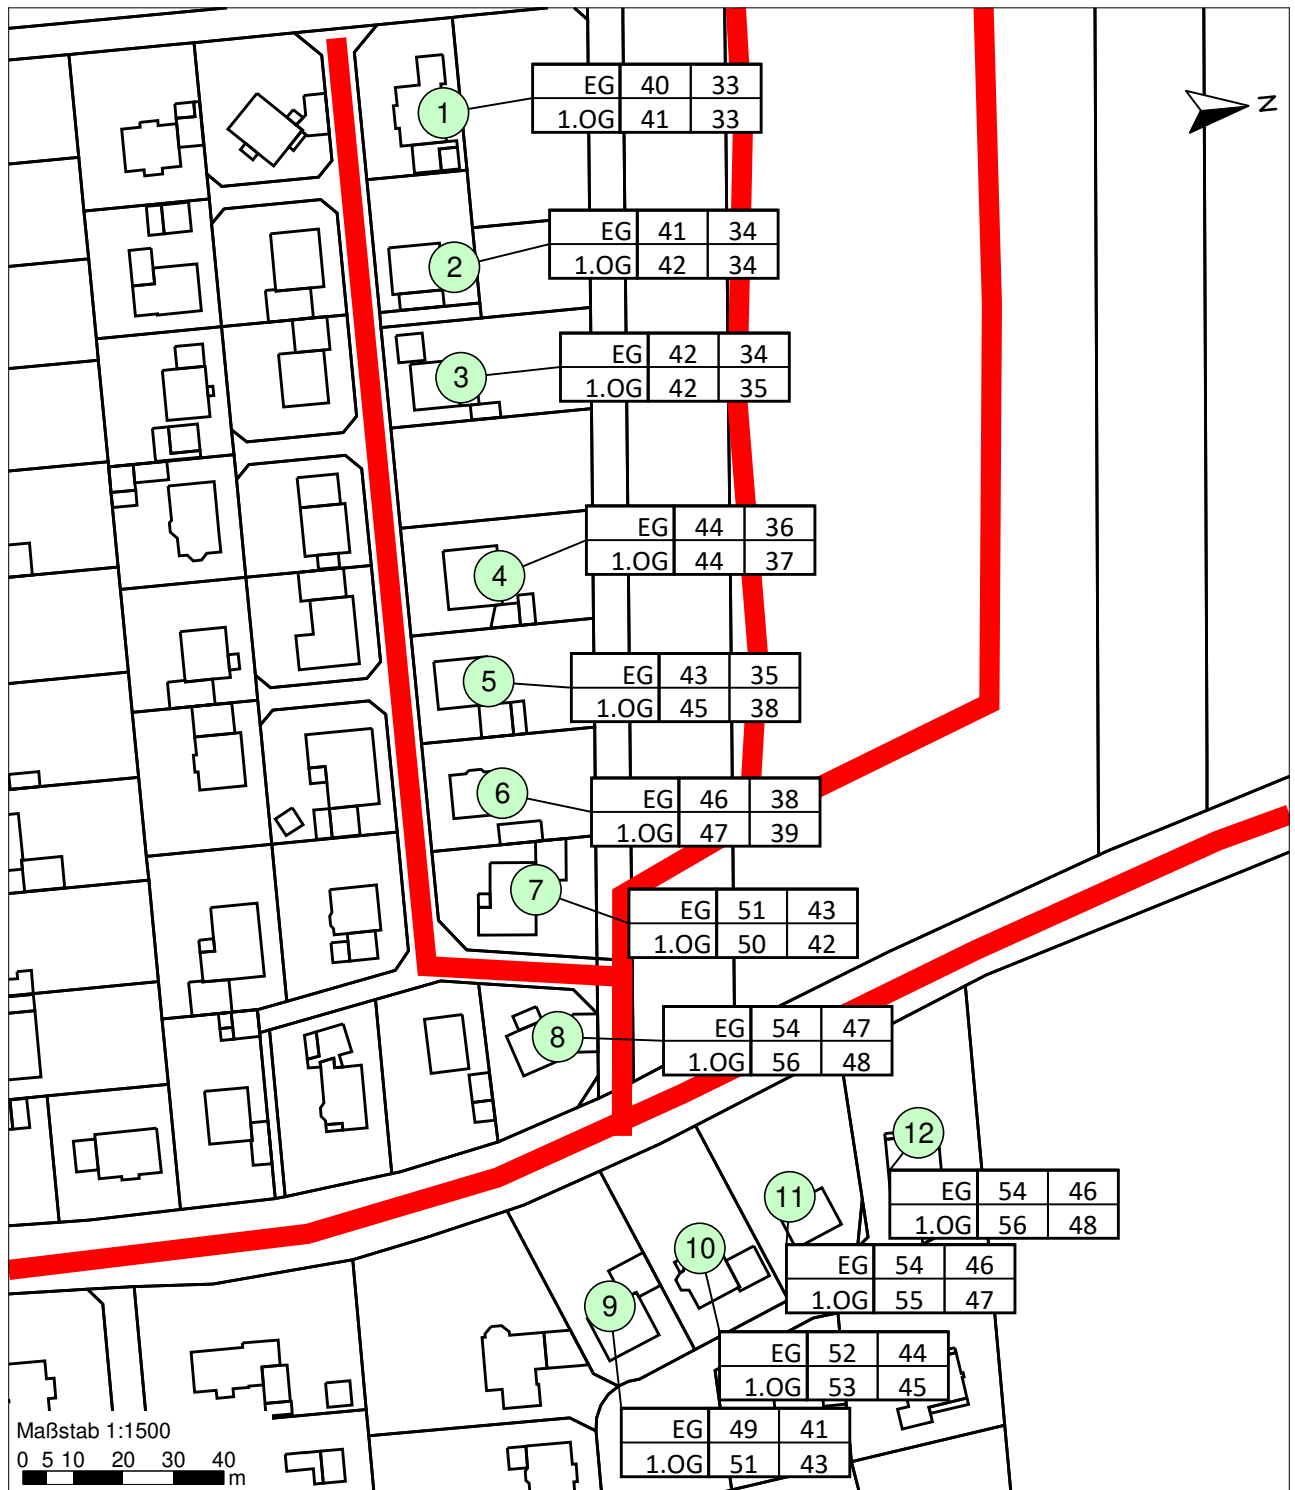 N
1
EG 40 33
1.OG 41 33
2
EG 41 34
1.OG 42 34
3
EG 42 34
1.OG 42 35
4
EG 44 36
1.OG 44 37
5
EG 43 35
1.OG 45 38
6
EG 46 38
1.OG 47 39
7
EG 51 43
1.OG 50 42
8
EG 54 47
1.OG 56 48
12
EG 54 46
1.OG 56 48
11
EG 54 46
1.OG 55 47
10
EG 52 44
1.OG 53 45
9
EG 49 41
1.OG 51 43
Maßstab 1:1500
0 5 10 20 30 40
m